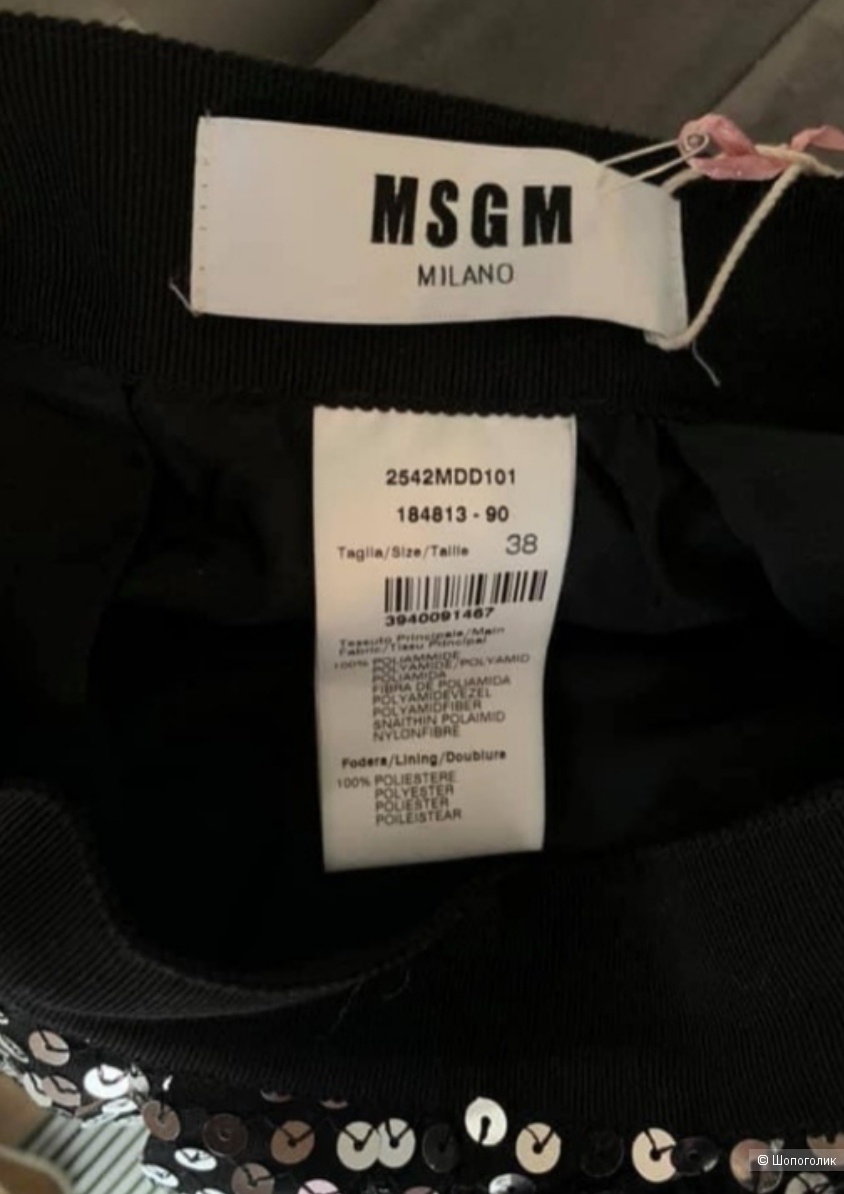 MSGM
MILANO
2542MDD101
184813 - 90
Taglia/Size/Taille 38
3940091467
Tessuto Principale/Main
Fabric/Tissu Principal
100% POLIAMMIDE
POLYAMIDE/POLYAMID
POLIAMIDA
FIBRA DE POLIAMIDA
POLYAMIDEVEZEL
POLYAMIDFIBER
SNAITHIN POLAIMID
NYLONFIBRE
Fodera/Lining/Doublure
100% POLIESTERE
POLYESTER
POLIESTER
POILEISTEAR
© Шопоголик